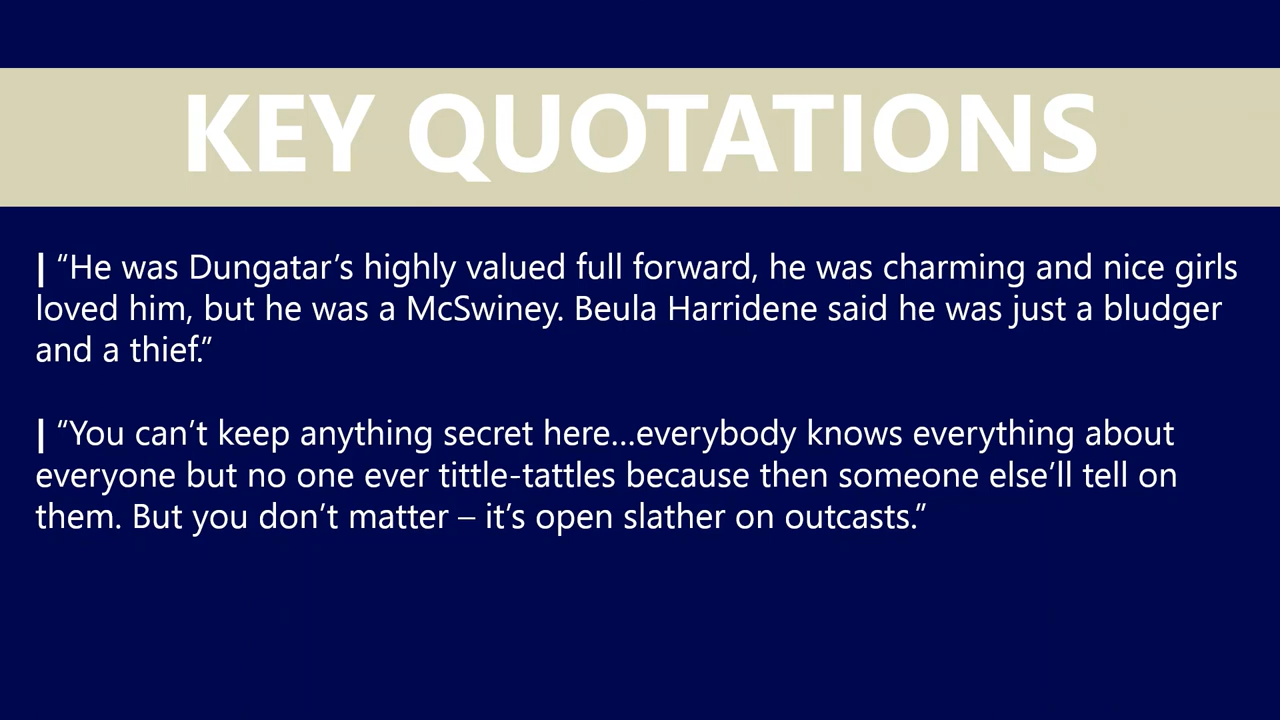 KEY QUOTATIONS
| “He was Dungatar’s highly valued full forward, he was charming and nice girls
loved him, but he was a McSwiney. Beula Harridene said he was just a bludger
and a thief.”
| “You can’t keep anything secret here…everybody knows everything about
everyone but no one ever tittle-tattles because then someone else’ll tell on
them. But you don’t matter – it’s open slather on outcasts.”